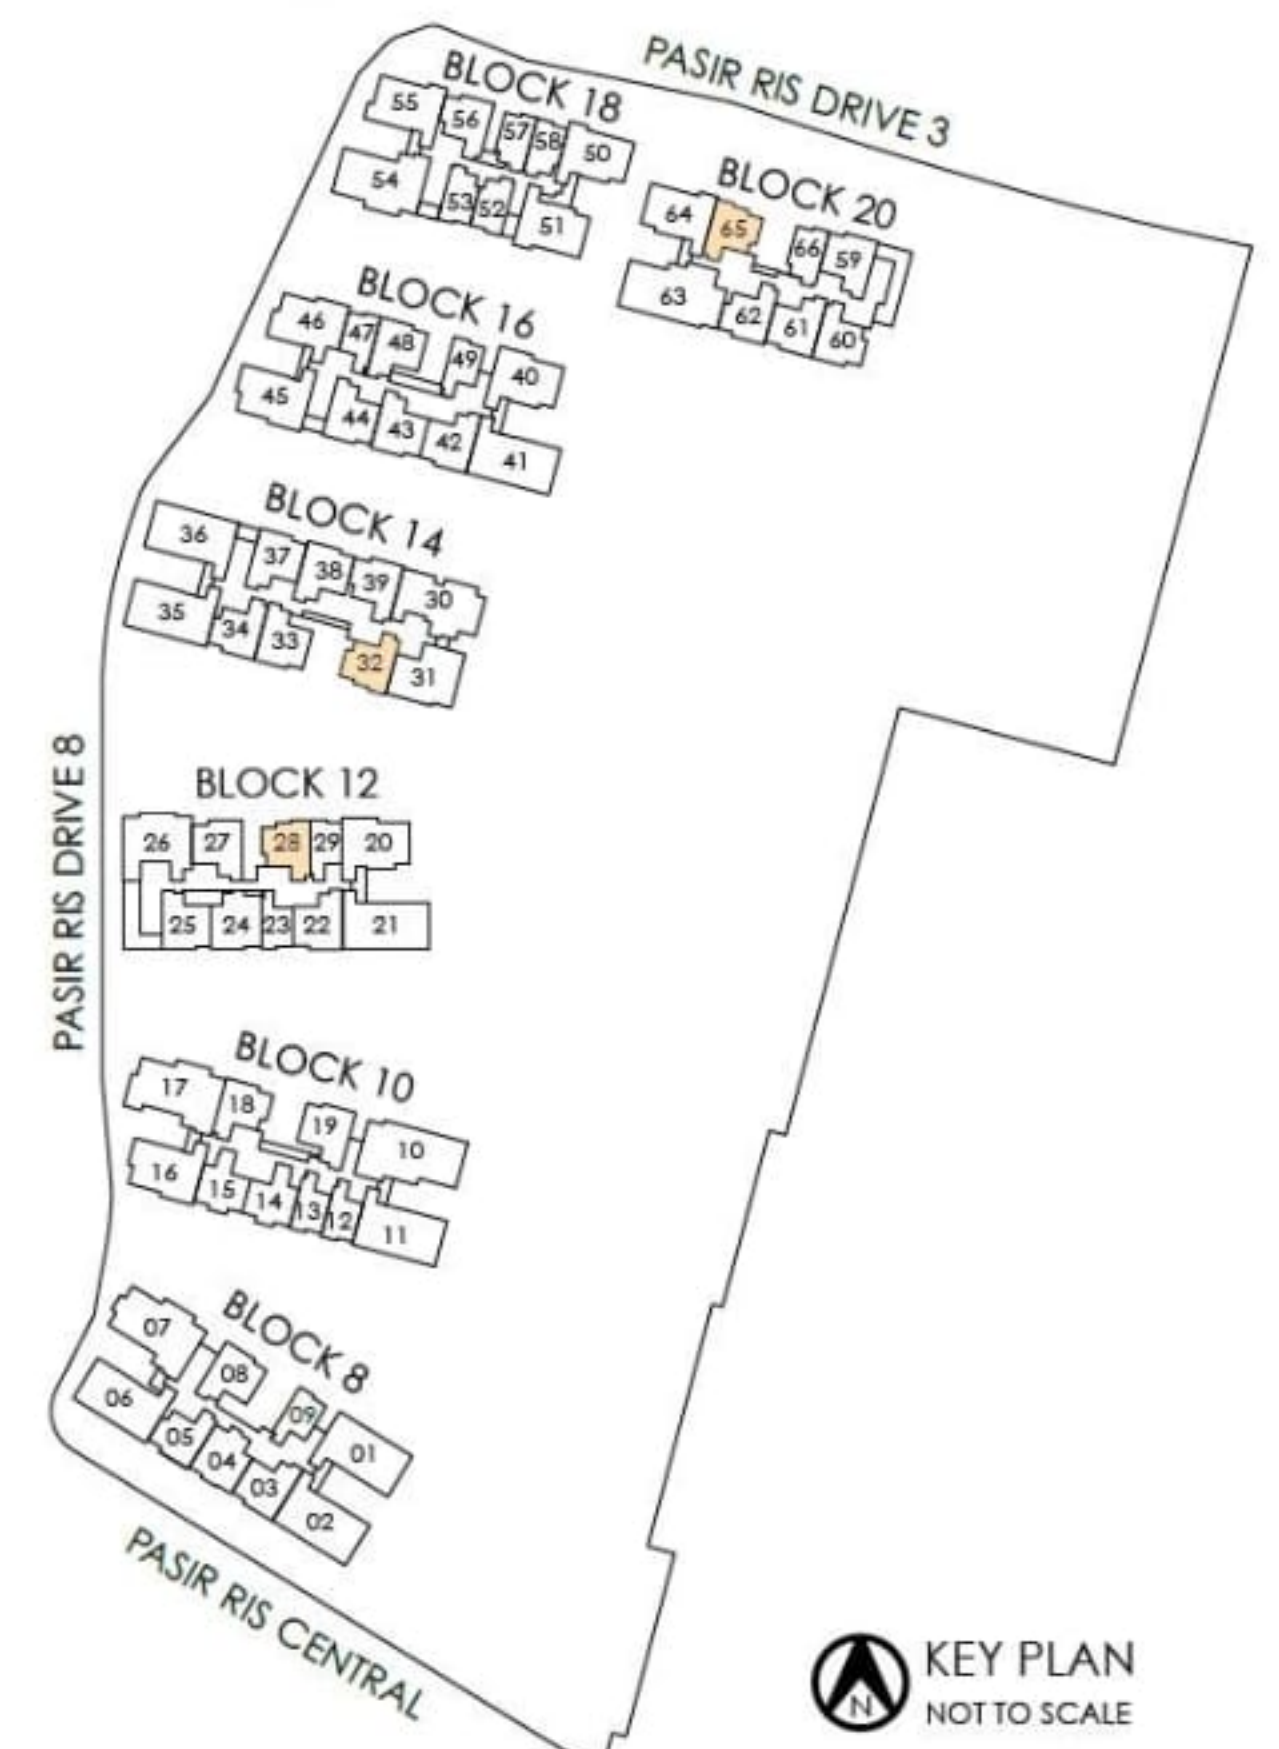 PASIR RIS DRIVE 3
BLOCK 18
55 56 57 58 50
54 53 52 51
BLOCK 20
64 65 66 59
63 62 61 60
BLOCK 16
46 47 48 49 40
45 44 43 42 41
BLOCK 14
36 37 38 39 30
35 34 33 32 31
PASIR RIS DRIVE 8
BLOCK 12
26 27 28 29 20
25 24 23 22 21
BLOCK 10
17 18 19 10
16 15 14 13 12 11
BLOCK 8
07 08 09 01
06 05 04 03 02
PASIR RIS CENTRAL
N
KEY PLAN
NOT TO SCALE